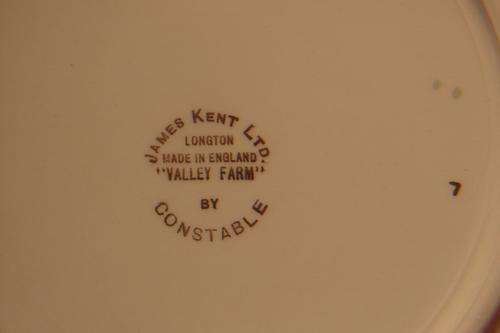 JAMES KENT LTD.
LONGTON
MADE IN ENGLAND
"VALLEY FARM"
BY
CONSTABLE
7